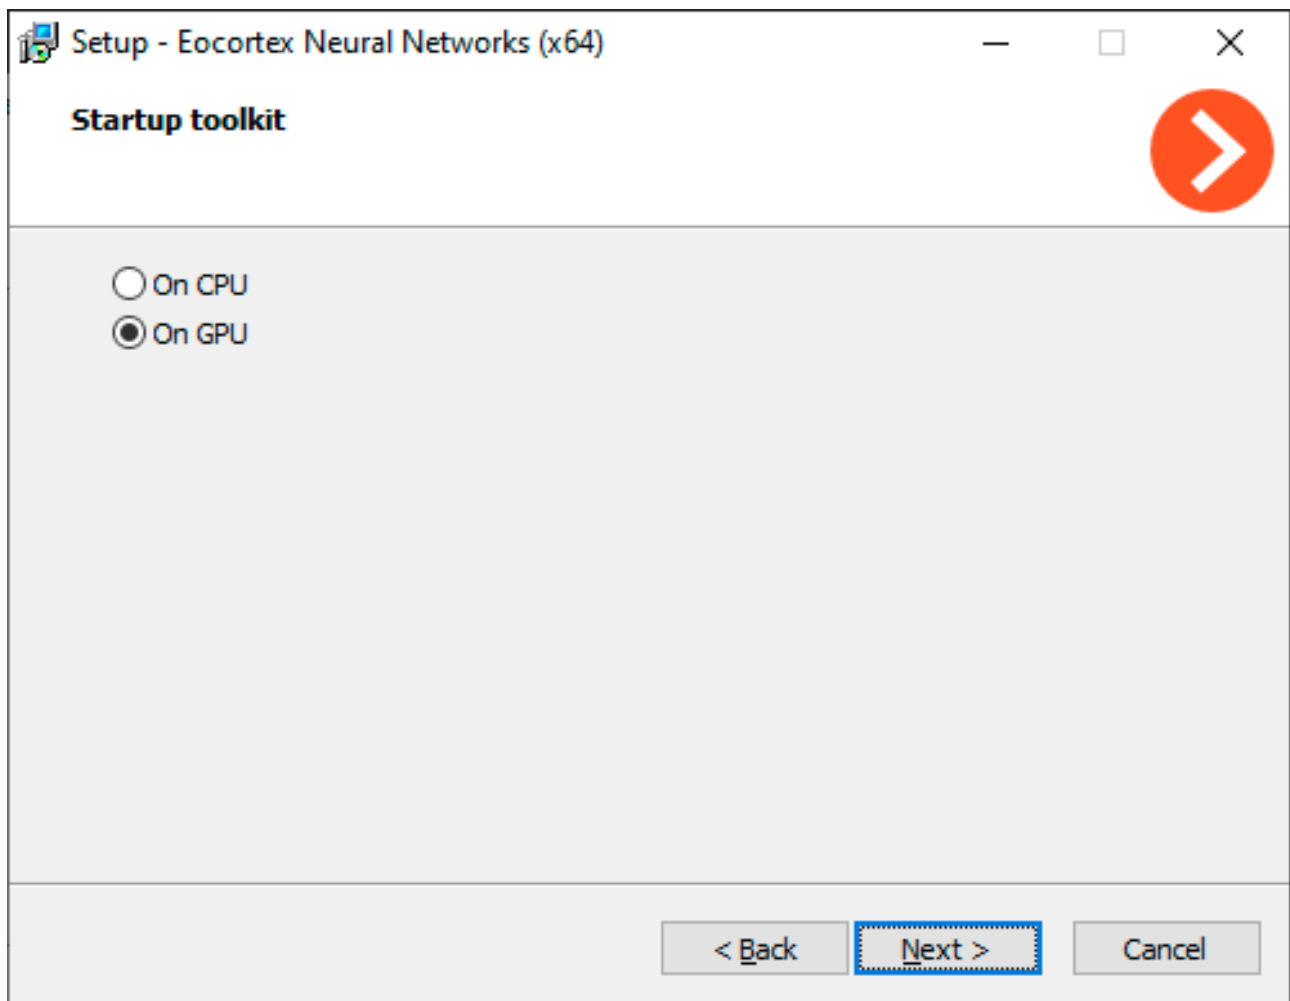 Setup - Eocortex Neural Networks (x64)
Startup toolkit
On CPU
On GPU
< Back Next > Cancel